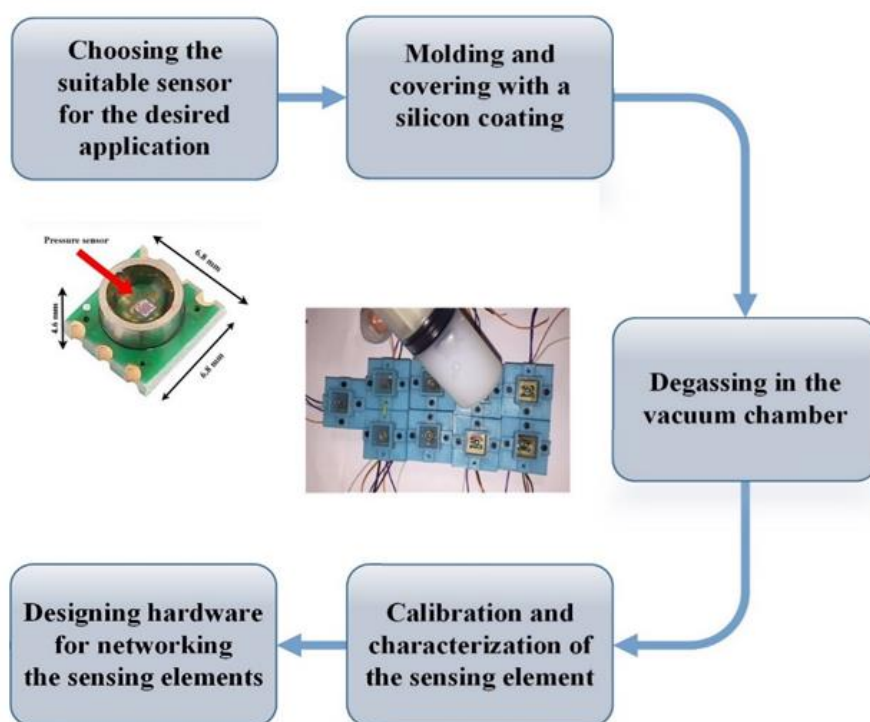 Choosing the
suitable sensor
for the desired
application
Molding and
covering with a
silicon coating
Pressure sensor
6.8 mm
4.6 mm
6.8 mm
Degassing in the
vacuum chamber
Designing hardware
for networking
the sensing elements
Calibration and
characterization of
the sensing element